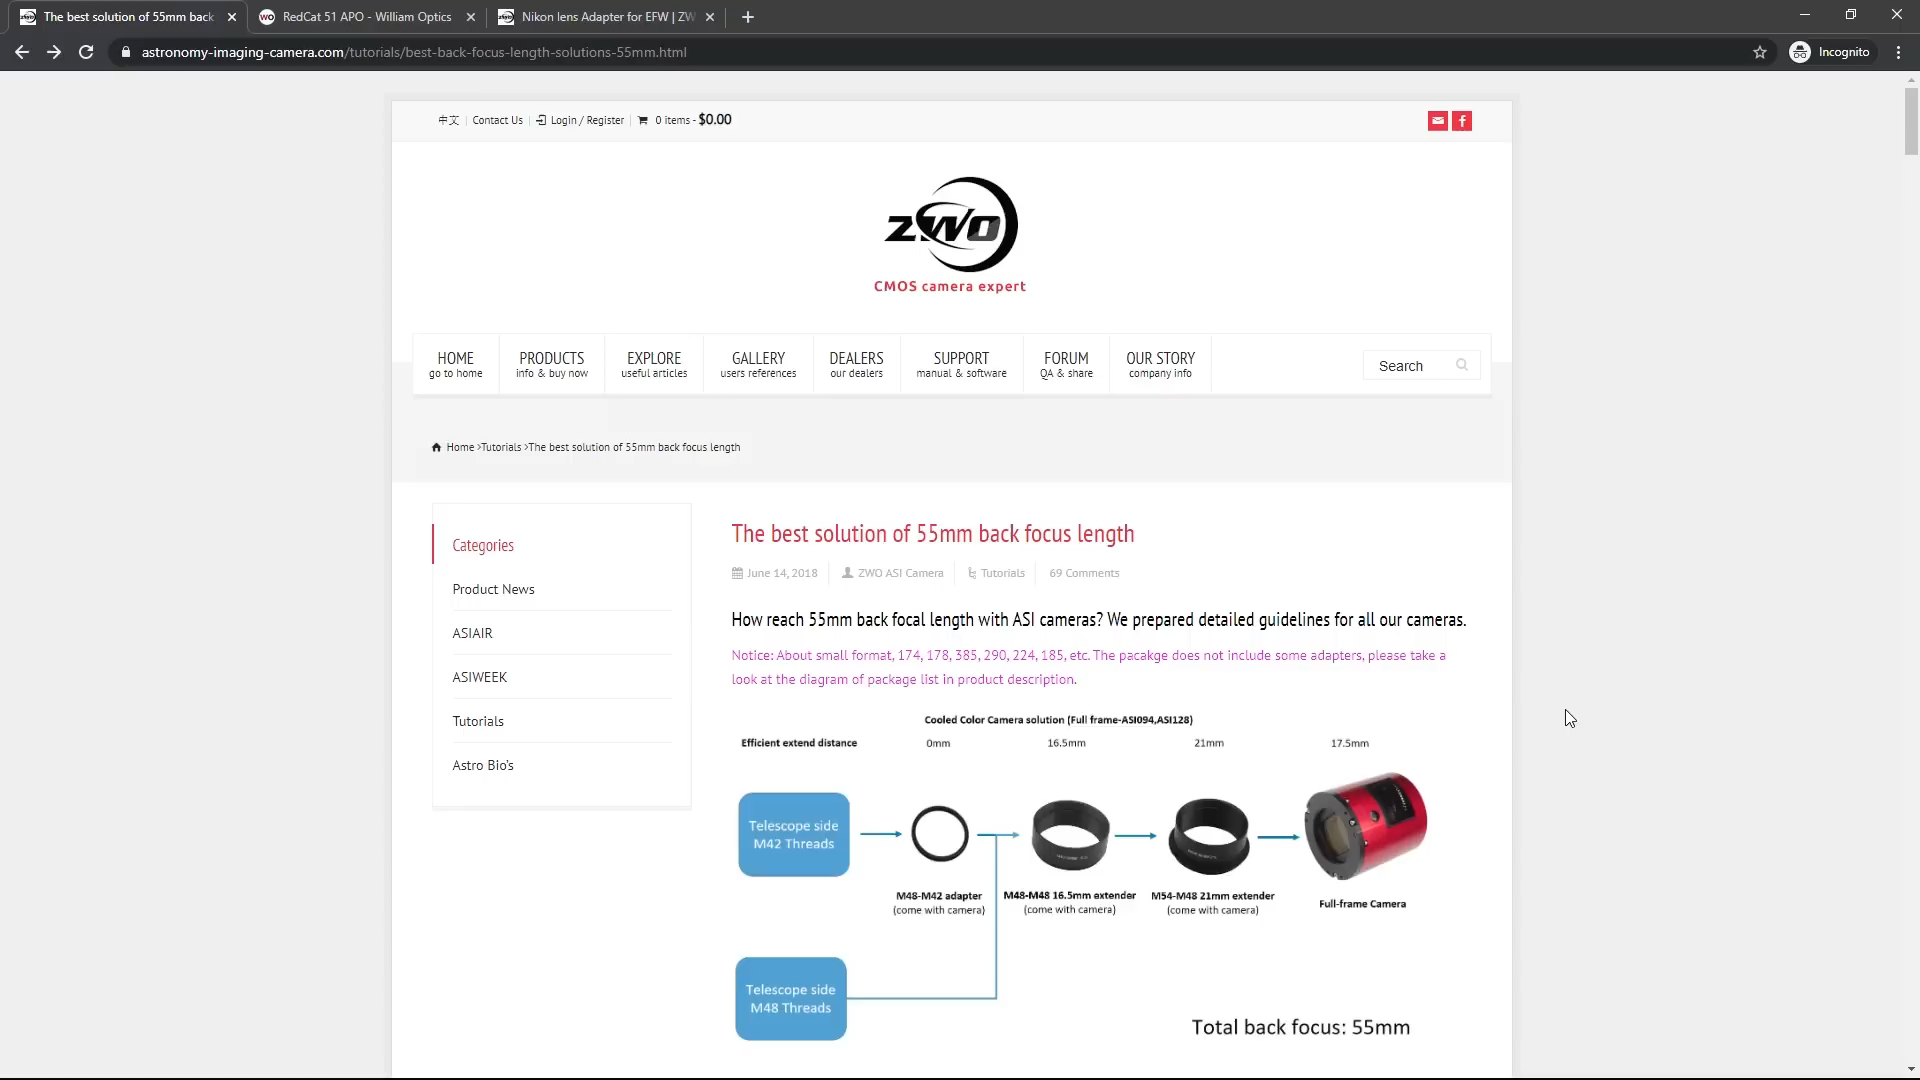 The best solution of 55mm back
RedCat 51 APO - William Optics
Nikon lens Adapter for EFW | ZW
astronomy-imaging-camera.com/tutorials/best-back-focus-length-solutions-55mm.html
Incognito
中文
Contact Us
Login / Register
0 items - $0.00
ZWO
CMOS camera expert
HOME
go to home
PRODUCTS
info & buy now
EXPLORE
useful articles
GALLERY
users references
DEALERS
our dealers
SUPPORT
manual & software
FORUM
QA & share
OUR STORY
company info
Search
Home >Tutorials >The best solution of 55mm back focus length
Categories
Product News
ASIAIR
ASIWEEK
Tutorials
Astro Bio's
The best solution of 55mm back focus length
June 14, 2018
ZWO ASI Camera
Tutorials
69 Comments
How reach 55mm back focal length with ASI cameras? We prepared detailed guidelines for all our cameras.
Notice: About small format, 174, 178, 385, 290, 224, 185, etc. The pacakge does not include some adapters, please take a
look at the diagram of package list in product description.
Cooled Color Camera solution (Full frame-ASI094,ASI128)
Efficient extend distance
0mm
16.5mm
21mm
17.5mm
Telescope side
M42 Threads
M48-M42 adapter
(come with camera)
M48-M48 16.5mm extender
(come with camera)
M54-M48 21mm extender
(come with camera)
Full-frame Camera
Telescope side
M48 Threads
Total back focus: 55mm